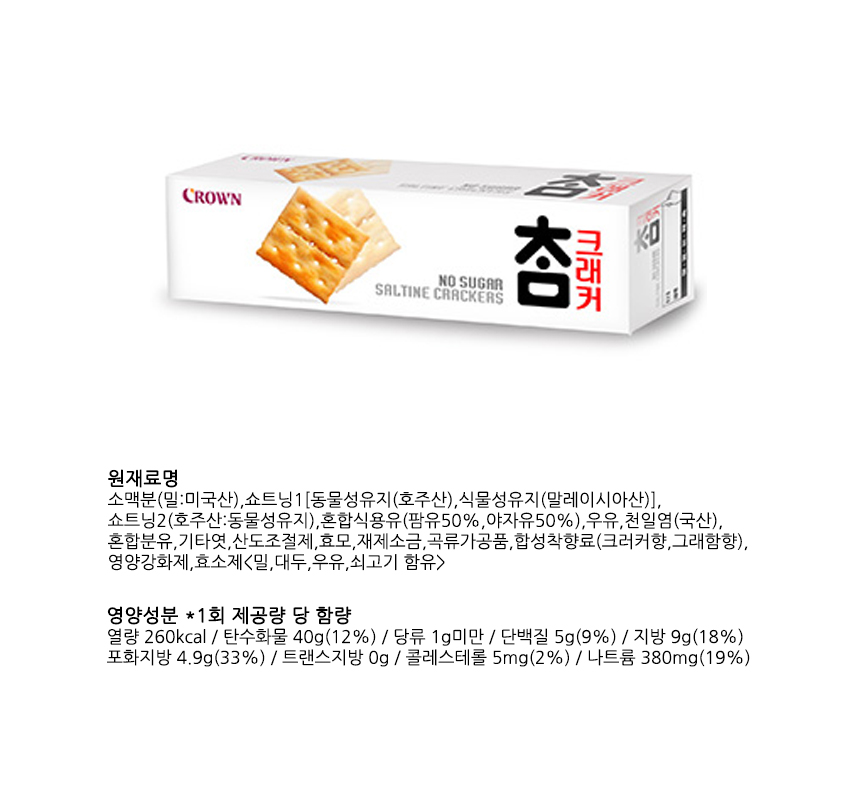 CROWN
NO SUGAR
SALTINE CRACKERS
참
크래커
CROWN
NO SUGAR
SALTINE CRACKERS
참
크래커
원재료명
소맥분(밀:미국산),쇼트닝1[동물성유지(호주산),식물성유지(말레이시아산)],
쇼트닝2(호주산:동물성유지),혼합식용유(팜유50%,야자유50%),우유,천일염(국산),
혼합분유,기타엿,산도조절제,효모,재제소금,곡류가공품,합성착향료(크러커향,그래함향),
영양강화제,효소제<밀,대두,우유,쇠고기 함유>
영양성분 *1회 제공량 당 함량
열량 260kcal / 탄수화물 40g(12%) / 당류 1g미만 / 단백질 5g(9%) / 지방 9g(18%)
포화지방 4.9g(33%) / 트랜스지방 0g / 콜레스테롤 5mg(2%) / 나트륨 380mg(19%)